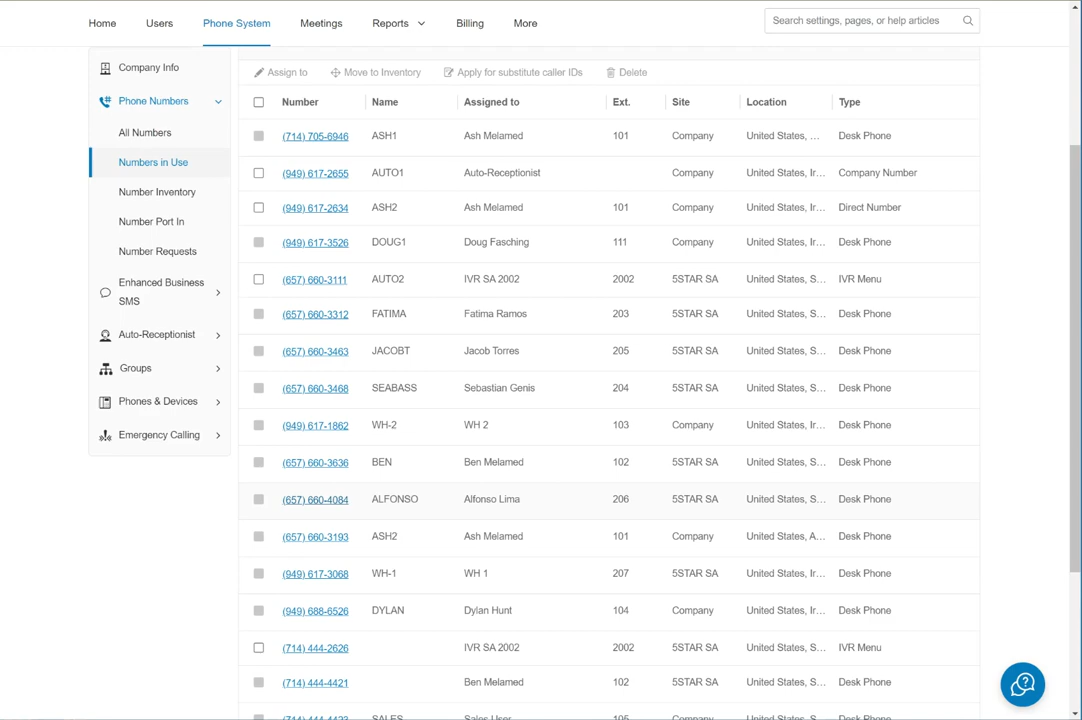 Home Users Phone System Meetings Reports Billing More Search settings, pages, or help articles
Company Info
Phone Numbers
All Numbers
Numbers in Use
Number Inventory
Number Port In
Number Requests
Enhanced Business
SMS
Auto-Receptionist
Groups
Phones & Devices
Emergency Calling
Assign to Move to Inventory Apply for substitute caller IDs Delete
Number Name Assigned to Ext. Site Location Type
(714) 705-6946 ASH1 Ash Melamed 101 Company United States, ... Desk Phone
(949) 617-2655 AUTO1 Auto-Receptionist Company United States, Ir... Company Number
(949) 617-2634 ASH2 Ash Melamed 101 Company United States, Ir... Direct Number
(949) 617-3526 DOUG1 Doug Fasching 111 Company United States, Ir... Desk Phone
(657) 660-3111 AUTO2 IVR SA 2002 2002 5STAR SA United States, S... IVR Menu
(657) 660-3312 FATIMA Fatima Ramos 203 5STAR SA United States, S... Desk Phone
(657) 660-3463 JACOBT Jacob Torres 205 5STAR SA United States, S... Desk Phone
(657) 660-3468 SEABASS Sebastian Genis 204 5STAR SA United States, S... Desk Phone
(949) 617-1862 WH-2 WH 2 103 Company United States, Ir... Desk Phone
(657) 660-3636 BEN Ben Melamed 102 5STAR SA United States, S... Desk Phone
(657) 660-4084 ALFONSO Alfonso Lima 206 5STAR SA United States, S... Desk Phone
(657) 660-3193 ASH2 Ash Melamed 101 Company United States, A... Desk Phone
(949) 617-3068 WH-1 WH 1 207 5STAR SA United States, Ir... Desk Phone
(949) 688-6526 DYLAN Dylan Hunt 104 Company United States, Ir... Desk Phone
(714) 444-2626 IVR SA 2002 2002 5STAR SA United States, S... IVR Menu
(714) 444-4421 Ben Melamed 102 5STAR SA United States, S... Desk Phone
SALES Sales User 105 Company United States, S... Desk Phone